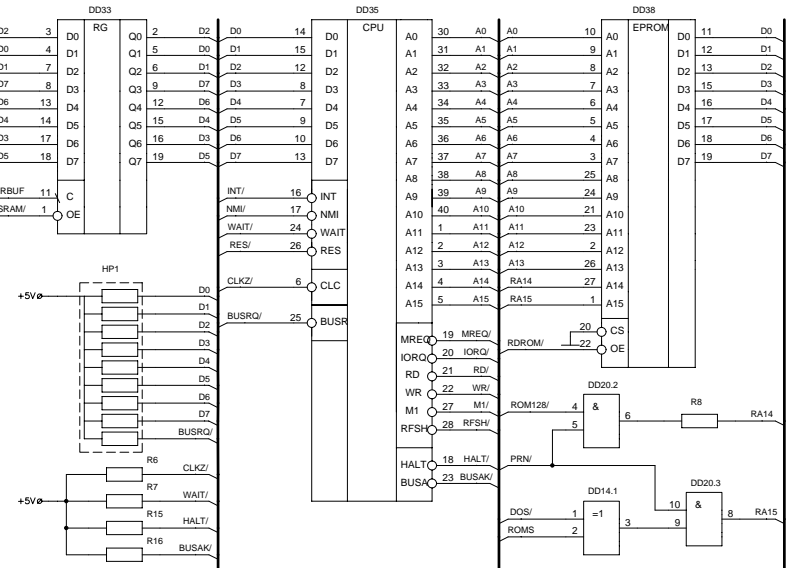 DD33 DD35 DD38
RG CPU EPROM
D2 3 D0 Q0 2 D2 D0 14 D0 A0 30 A0 A0 10 A0 D0 11 D0
D0 4 D1 Q1 5 D0 D1 15 D1 A1 31 A1 A1 9 A1 D1 12 D1
D1 7 D2 Q2 6 D1 D2 12 D2 A2 32 A2 A2 8 A2 D2 13 D2
D7 8 D3 Q3 9 D7 D3 8 D3 A3 33 A3 A3 7 A3 D3 15 D3
D6 13 D4 Q4 12 D6 D4 7 D4 A4 34 A4 A4 6 A4 D4 16 D4
D4 14 D5 Q5 15 D4 D5 9 D5 A5 35 A5 A5 5 A5 D5 17 D5
D3 17 D6 Q6 16 D3 D6 10 D6 A6 36 A6 A6 4 A6 D6 18 D6
D5 18 D7 Q7 19 D5 D7 13 D7 A7 37 A7 A7 3 A7 D7 19 D7
A8 38 A8 A8 25 A8
RBUF 11 C INT/ 16 INT A9 39 A9 A9 24 A9
SRAM/ 1 OE NMI/ 17 NMI A10 40 A10 A10 21 A10
WAIT/ 24 WAIT A11 1 A11 A11 23 A11
RES/ 26 RES A12 2 A12 A12 2 A12
HP1 A13 3 A13 A13 26 A13
CLKZ/ 6 CLC A14 4 A14 RA14 27 A14
+5V D0 A15 5 A15 RA15 1 A15
D1 BUSRQ/ 25 BUSR
D2 MREQ 19 MREQ/ 20 CS
D3 IORQ 20 IORQ/ RDROM/ 22 OE
D4 RD 21 RD/
D5 WR 22 WR/ DD20.2
D6 M1 27 M1/ ROM128/ 4 & 6 R8 RA14
D7 RFSH 28 RFSH/ 5
BUSRQ/
R6 CLKZ/ HALT 18 HALT/ PRN/
R7 BUSA 23 BUSAK/ DD14.1 DD20.3
+5V WAIT/
R15 HALT/ DOS/ 1 =1 3 10 & 8 RA15
R16 BUSAK/ ROMS 2 9